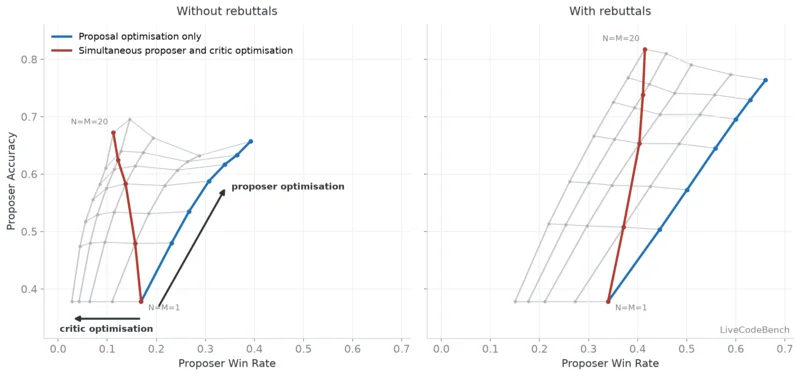 Without rebuttals
With rebuttals
Proposal optimisation only
Simultaneous proposer and critic optimisation
N=M=20
proposer optimisation
N=M=1
critic optimisation
Proposer Accuracy
0.8
0.7
0.6
0.5
0.4
0.0 0.1 0.2 0.3 0.4 0.5 0.6 0.7
Proposer Win Rate
N=M=20
N=M=1
LiveCodeBench
0.0 0.1 0.2 0.3 0.4 0.5 0.6 0.7
Proposer Win Rate